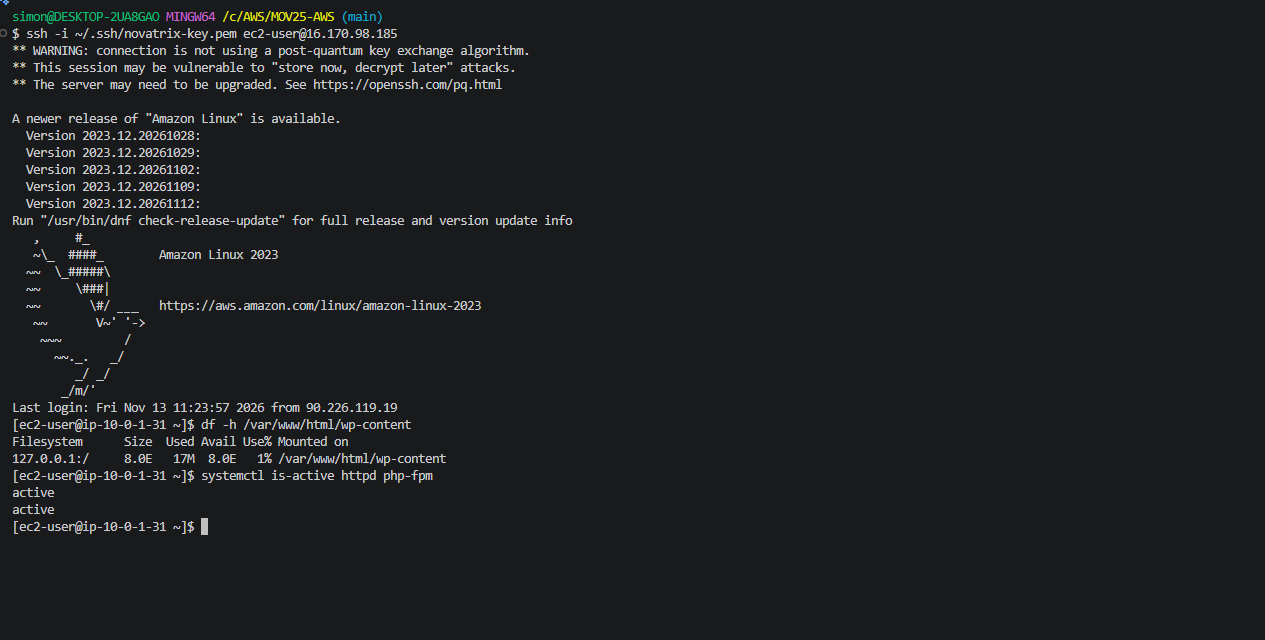 simon@DESKTOP-2UA8GAO MINGW64 /c/AWS/MOV25-AWS (main)
$ ssh -i ~/.ssh/novatrix-key.pem ec2-user@16.170.98.185
** WARNING: connection is not using a post-quantum key exchange algorithm.
** This session may be vulnerable to "store now, decrypt later" attacks.
** The server may need to be upgraded. See https://openssh.com/pq.html

A newer release of "Amazon Linux" is available.
  Version 2023.12.20261028:
  Version 2023.12.20261029:
  Version 2023.12.20261102:
  Version 2023.12.20261109:
  Version 2023.12.20261112:
Run "/usr/bin/dnf check-release-update" for full release and version update info
   ,     #_
   ~\_  ####_        Amazon Linux 2023
  ~~  \_#####\
  ~~     \###|
  ~~       \#/ ___   https://aws.amazon.com/linux/amazon-linux-2023
   ~~       V~' '->
    ~~~         /
      ~~._.   _/
         _/ _/
       _/m/'
Last login: Fri Nov 13 11:23:57 2026 from 90.226.119.19
[ec2-user@ip-10-0-1-31 ~]$ df -h /var/www/html/wp-content
Filesystem      Size  Used Avail Use% Mounted on
127.0.0.1:/     8.0E   17M  8.0E   1% /var/www/html/wp-content
[ec2-user@ip-10-0-1-31 ~]$ systemctl is-active httpd php-fpm
active
active
[ec2-user@ip-10-0-1-31 ~]$